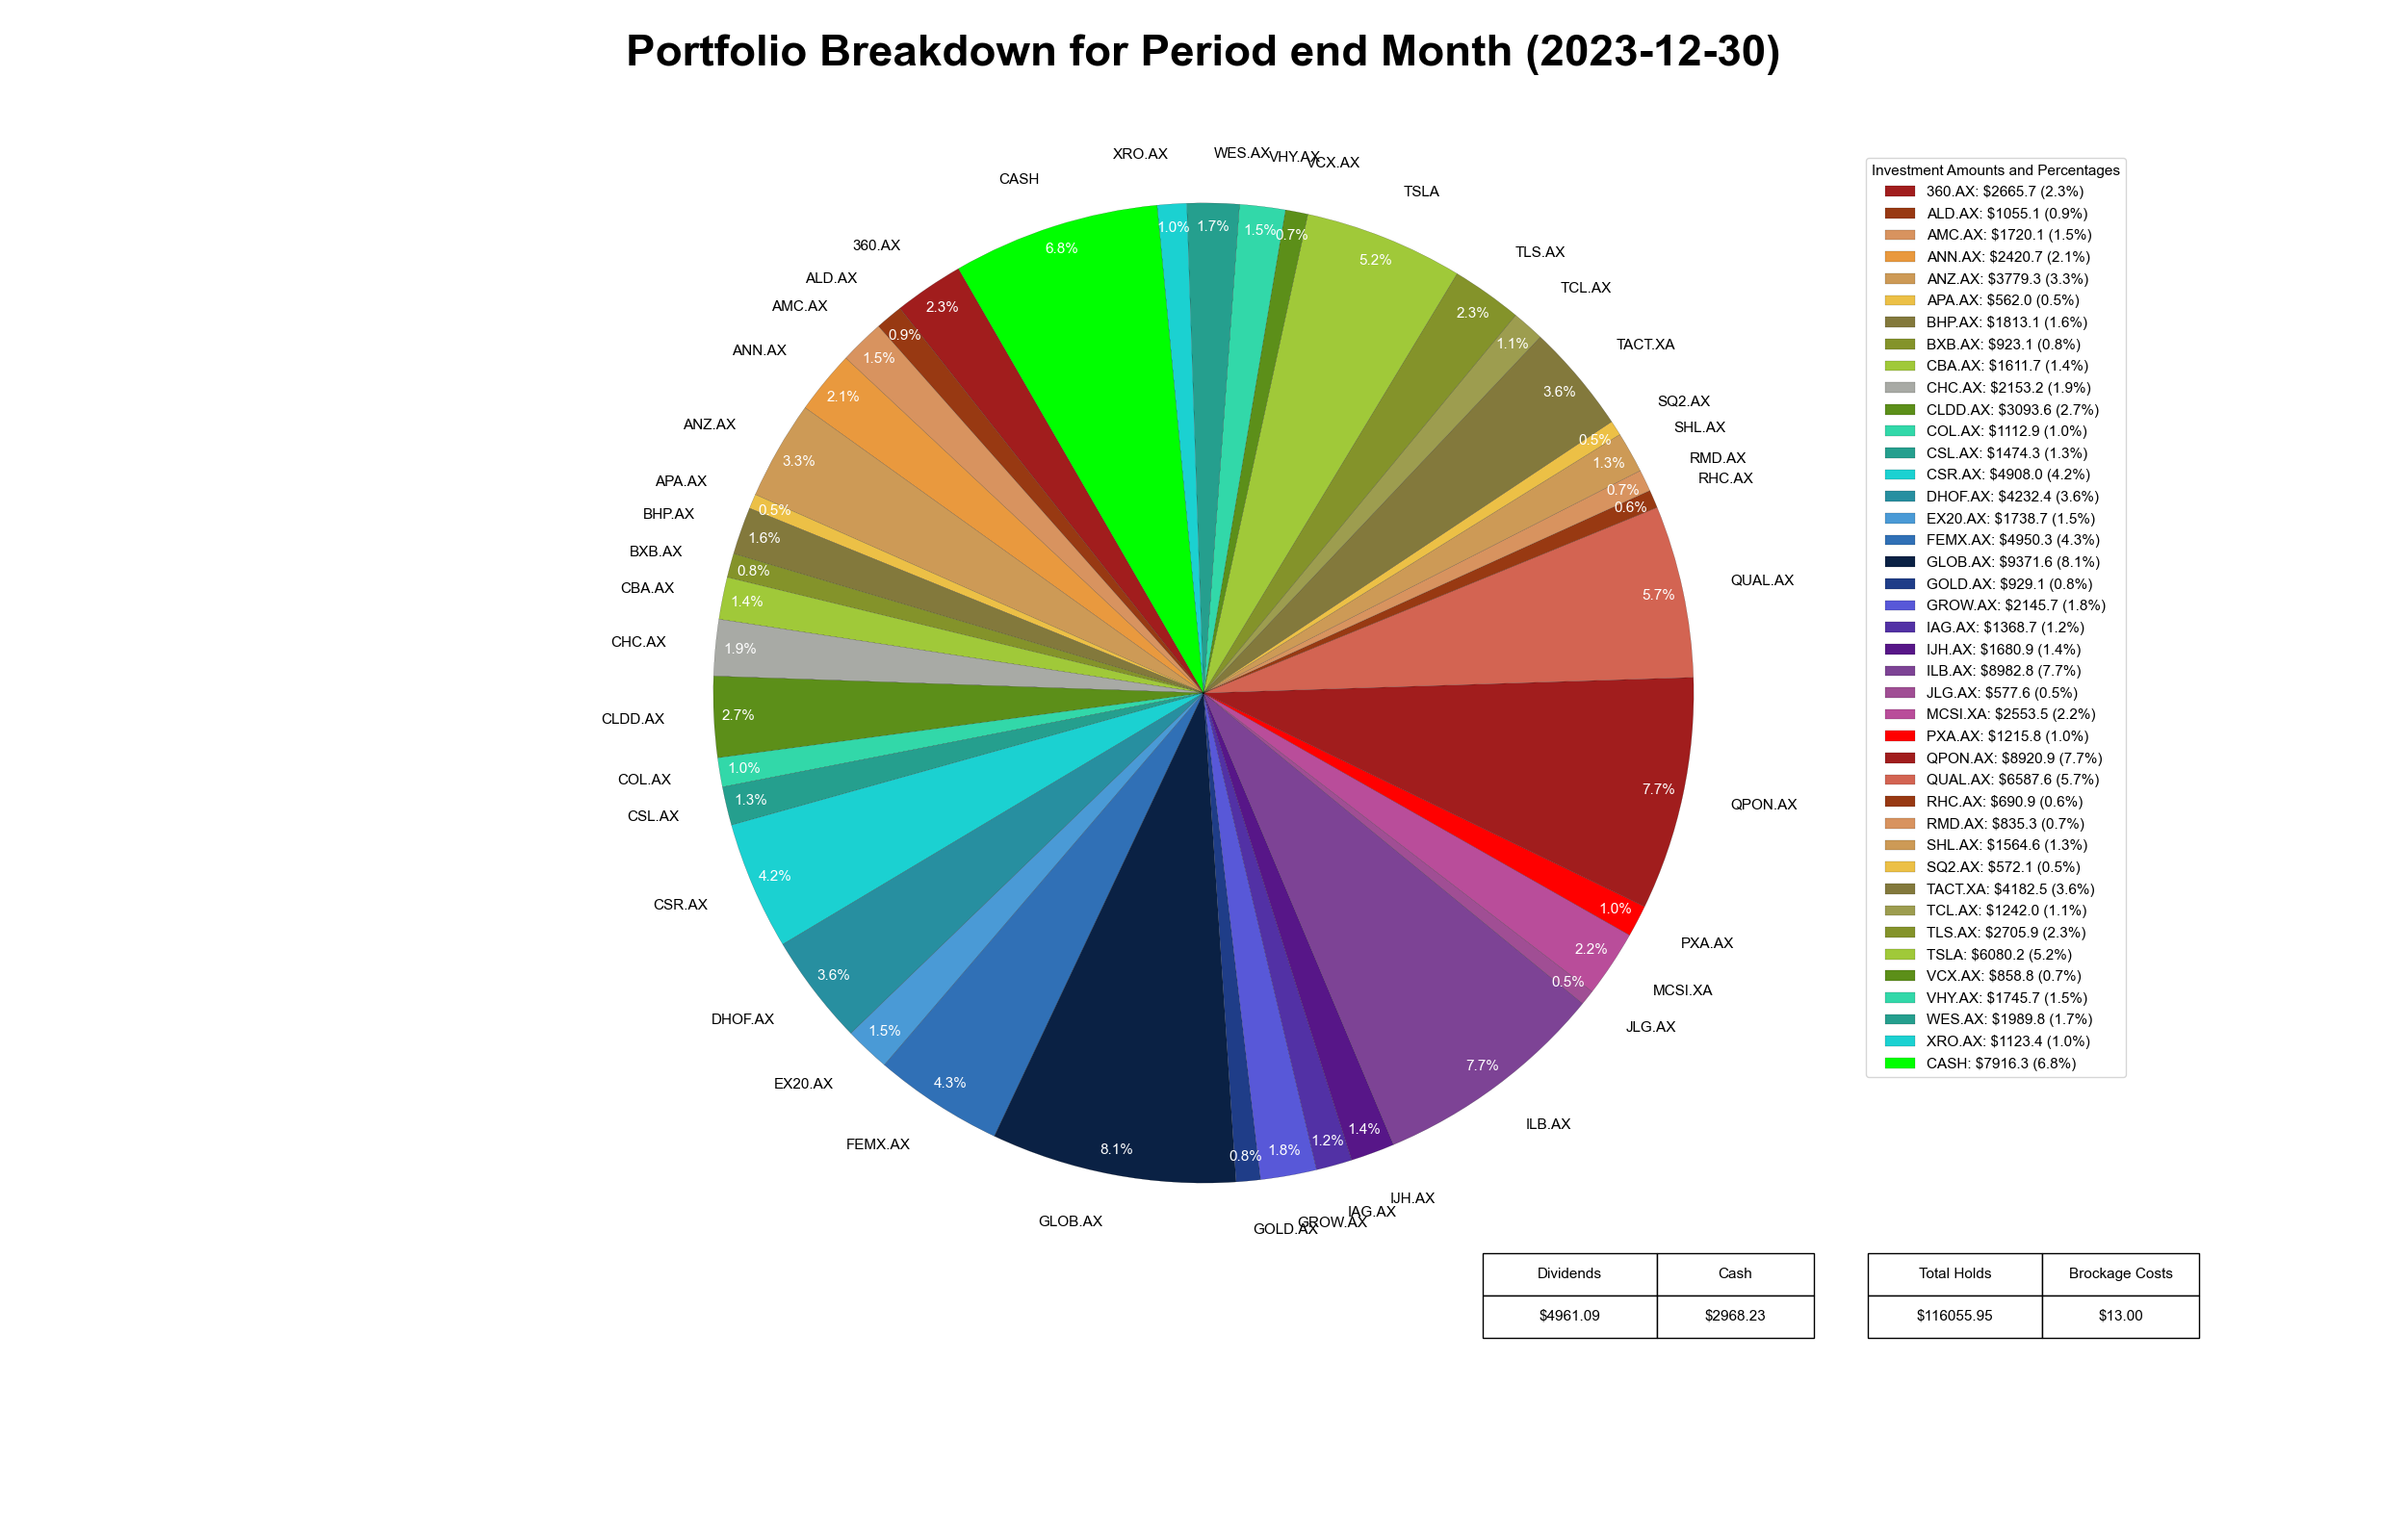 Portfolio Breakdown for Period end Month (2023-12-30)
XRO.AX
WES.AX
VHY.AX
VCX.AX
CASH
TSLA
360.AX
TLS.AX
ALD.AX
TCL.AX
AMC.AX
ANN.AX
TACT.XA
ANZ.AX
SQ2.AX
SHL.AX
RMD.AX
RHC.AX
APA.AX
BHP.AX
BXB.AX
CBA.AX
QUAL.AX
CHC.AX
CLDD.AX
COL.AX
QPON.AX
CSL.AX
CSR.AX
PXA.AX
MCSI.XA
DHOF.AX
JLG.AX
EX20.AX
ILB.AX
FEMX.AX
IJH.AX
IAG.AX
GLOB.AX
GROW.AX
GOLD.AX
1.0%
1.7%
1.5%
0.7%
6.8%
5.2%
2.3%
2.3%
0.9%
1.1%
1.5%
3.6%
2.1%
0.5%
3.3%
1.3%
0.7%
0.6%
0.5%
1.6%
0.8%
5.7%
1.4%
1.9%
2.7%
1.0%
7.7%
1.3%
4.2%
1.0%
2.2%
3.6%
0.5%
1.5%
7.7%
4.3%
1.4%
1.2%
8.1%
1.8%
0.8%
Investment Amounts and Percentages
360.AX: $2665.7 (2.3%)
ALD.AX: $1055.1 (0.9%)
AMC.AX: $1720.1 (1.5%)
ANN.AX: $2420.7 (2.1%)
ANZ.AX: $3779.3 (3.3%)
APA.AX: $562.0 (0.5%)
BHP.AX: $1813.1 (1.6%)
BXB.AX: $923.1 (0.8%)
CBA.AX: $1611.7 (1.4%)
CHC.AX: $2153.2 (1.9%)
CLDD.AX: $3093.6 (2.7%)
COL.AX: $1112.9 (1.0%)
CSL.AX: $1474.3 (1.3%)
CSR.AX: $4908.0 (4.2%)
DHOF.AX: $4232.4 (3.6%)
EX20.AX: $1738.7 (1.5%)
FEMX.AX: $4950.3 (4.3%)
GLOB.AX: $9371.6 (8.1%)
GOLD.AX: $929.1 (0.8%)
GROW.AX: $2145.7 (1.8%)
IAG.AX: $1368.7 (1.2%)
IJH.AX: $1680.9 (1.4%)
ILB.AX: $8982.8 (7.7%)
JLG.AX: $577.6 (0.5%)
MCSI.XA: $2553.5 (2.2%)
PXA.AX: $1215.8 (1.0%)
QPON.AX: $8920.9 (7.7%)
QUAL.AX: $6587.6 (5.7%)
RHC.AX: $690.9 (0.6%)
RMD.AX: $835.3 (0.7%)
SHL.AX: $1564.6 (1.3%)
SQ2.AX: $572.1 (0.5%)
TACT.XA: $4182.5 (3.6%)
TCL.AX: $1242.0 (1.1%)
TLS.AX: $2705.9 (2.3%)
TSLA: $6080.2 (5.2%)
VCX.AX: $858.8 (0.7%)
VHY.AX: $1745.7 (1.5%)
WES.AX: $1989.8 (1.7%)
XRO.AX: $1123.4 (1.0%)
CASH: $7916.3 (6.8%)
Dividends Cash
$4961.09 $2968.23
Total Holds Brockage Costs
$116055.95 $13.00